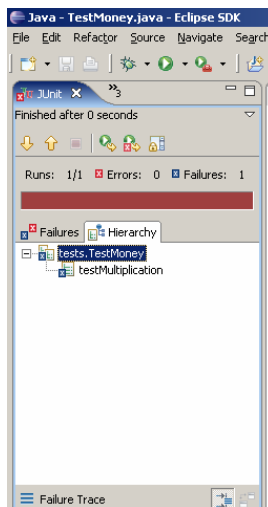 Java - TestMoney.java - Eclipse SDK
File Edit Refactor Source Navigate Search
JUnit 3
Finished after 0 seconds
Runs: 1/1 Errors: 0 Failures: 1
Failures Hierarchy
tests.TestMoney
testMultiplication
Failure Trace